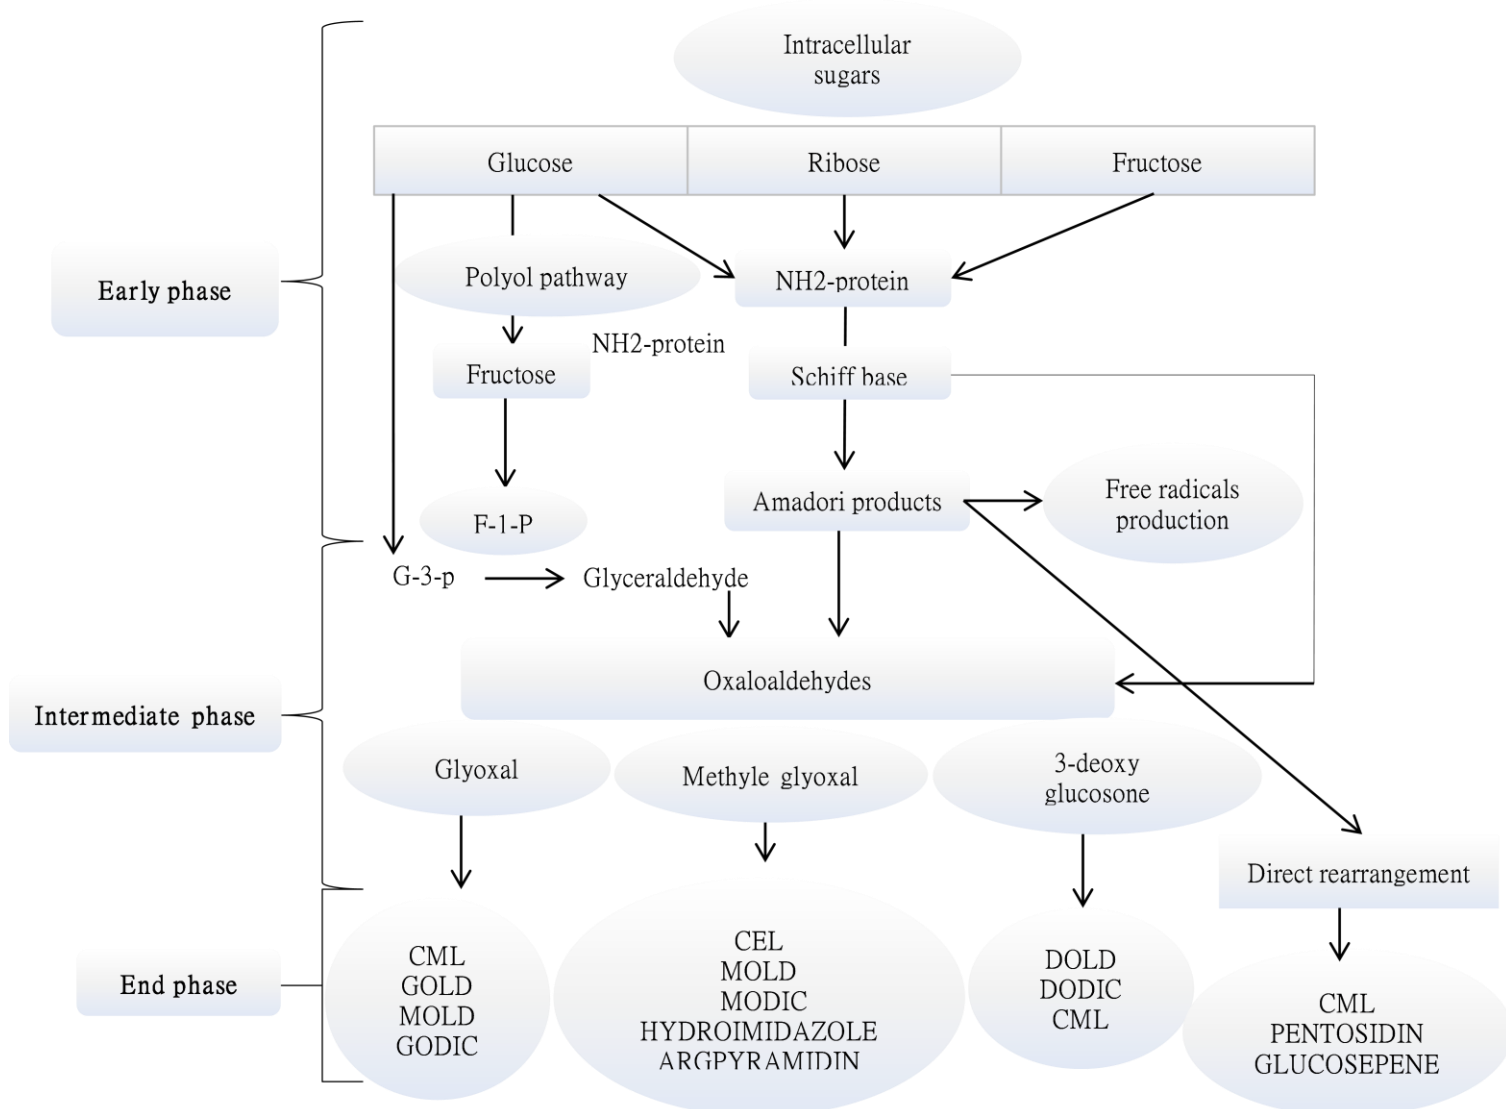 Intracellular
sugars
Glucose
Ribose
Fructose
Early phase
Polyol pathway
NH2-protein
NH2-protein
Fructose
Schiff base
Amadori products
Free radicals
production
F-1-P
G-3-p
Glyceraldehyde
Oxaloaldehydes
Intermediate phase
Glyoxal
Methyle glyoxal
3-deoxy
glucosone
Direct rearrangement
End phase
CML
GOLD
MOLD
GODIC
CEL
MOLD
MODIC
HYDROIMIDAZOLE
ARGPYRAMIDIN
DOLD
DODIC
CML
CML
PENTOSIDIN
GLUCOSEPENE